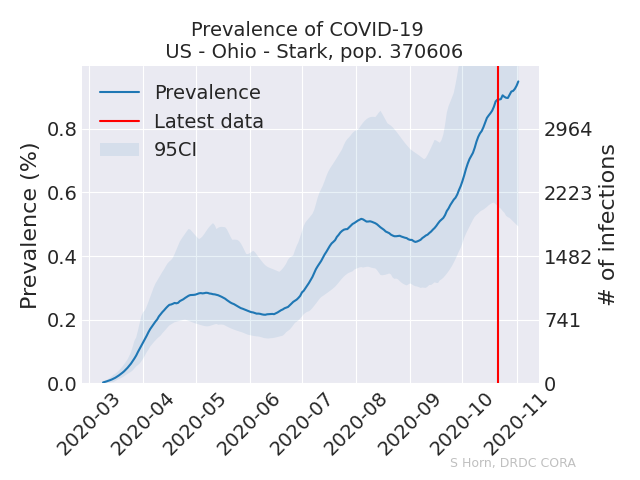 Prevalence of COVID-19
US - Ohio - Stark, pop. 370606
Prevalence
Latest data
95CI
Prevalence (%)
0.8
0.6
0.4
0.2
0.0
2964
2223
1482
741
0
# of infections
2020-03
2020-04
2020-05
2020-06
2020-07
2020-08
2020-09
2020-10
2020-11
S Horn, DRDC CORA